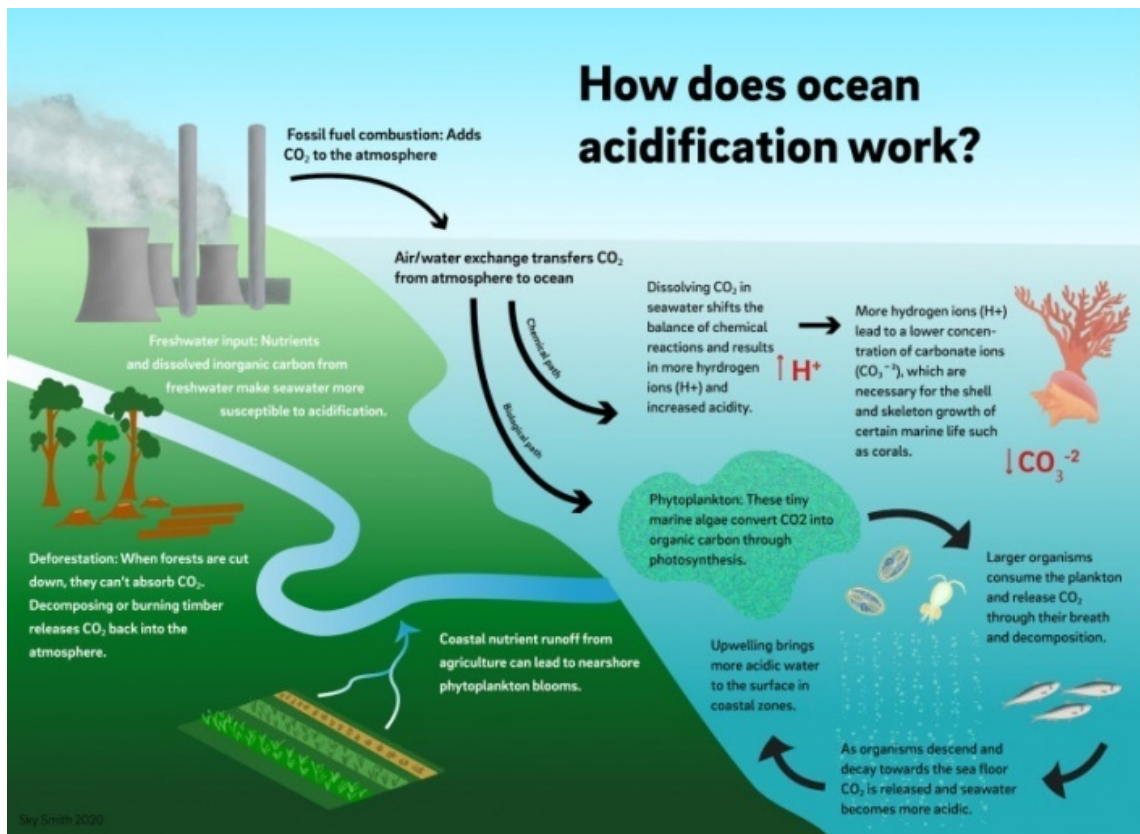 How does ocean
acidification work?
Fossil fuel combustion: Adds
CO₂ to the atmosphere
Air/water exchange transfers CO₂
from atmosphere to ocean
Chemical path
Biological path
Dissolving CO₂ in
seawater shifts the
balance of chemical
reactions and results
in more hyrdrogen
ions (H+) and
increased acidity.
↑ H⁺
More hydrogen ions (H+)
lead to a lower concen-
tration of carbonate ions
(CO₃⁻²), which are
necessary for the shell
and skeleton growth of
certain marine life such
as corals.
↓ CO₃⁻²
Freshwater input: Nutrients
and dissolved inorganic carbon from
freshwater make seawater more
susceptible to acidification.
Deforestation: When forests are cut
down, they can't absorb CO₂.
Decomposing or burning timber
releases CO₂ back into the
atmosphere.
Coastal nutrient runoff from
agriculture can lead to nearshore
phytoplankton blooms.
Phytoplankton: These tiny
marine algae convert CO2 into
organic carbon through
photosynthesis.
Larger organisms
consume the plankton
and release CO₂
through their breath
and decomposition.
Upwelling brings
more acidic water
to the surface in
coastal zones.
As organisms descend and
decay towards the sea floor
CO₂ is released and seawater
becomes more acidic.
Sky Smith 2020